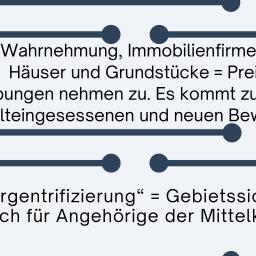 Wahrnehmung, Immobilienfirme
Häuser und Grundstücke = Prei
bungen nehmen zu. Es kommt zu
lteingesessenen und neuen Bew
rgentrifizierung“ = Gebietssic
ch für Angehörige der Mittelk